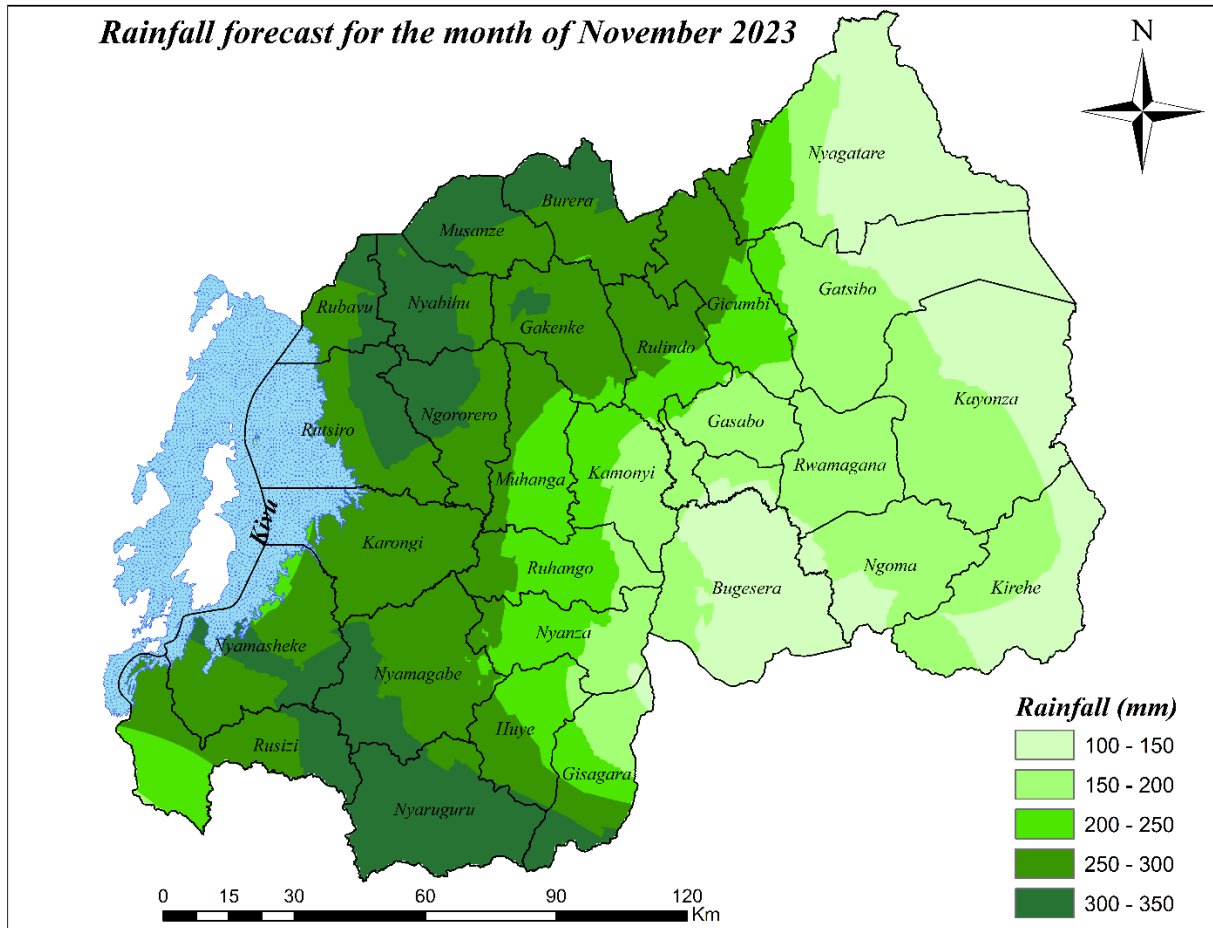 Rainfall forecast for the month of November 2023
N
Nyagatare
Burera
Musanze
Rubavu
Nyabihu
Gakenke
Gicumbi
Gatsibo
Rulindo
Kayonza
Ngororero
Rutsiro
Gasabo
Muhanga
Kamonyi
Rwamagana
Kivu
Karongi
Ruhango
Bugesera
Ngoma
Kirehe
Nyamasheke
Nyanza
Nyamagabe
Huye
Rusizi
Gisagara
Nyaruguru
Rainfall (mm)
100 - 150
150 - 200
200 - 250
250 - 300
300 - 350
0 15 30 60 90 120
Km